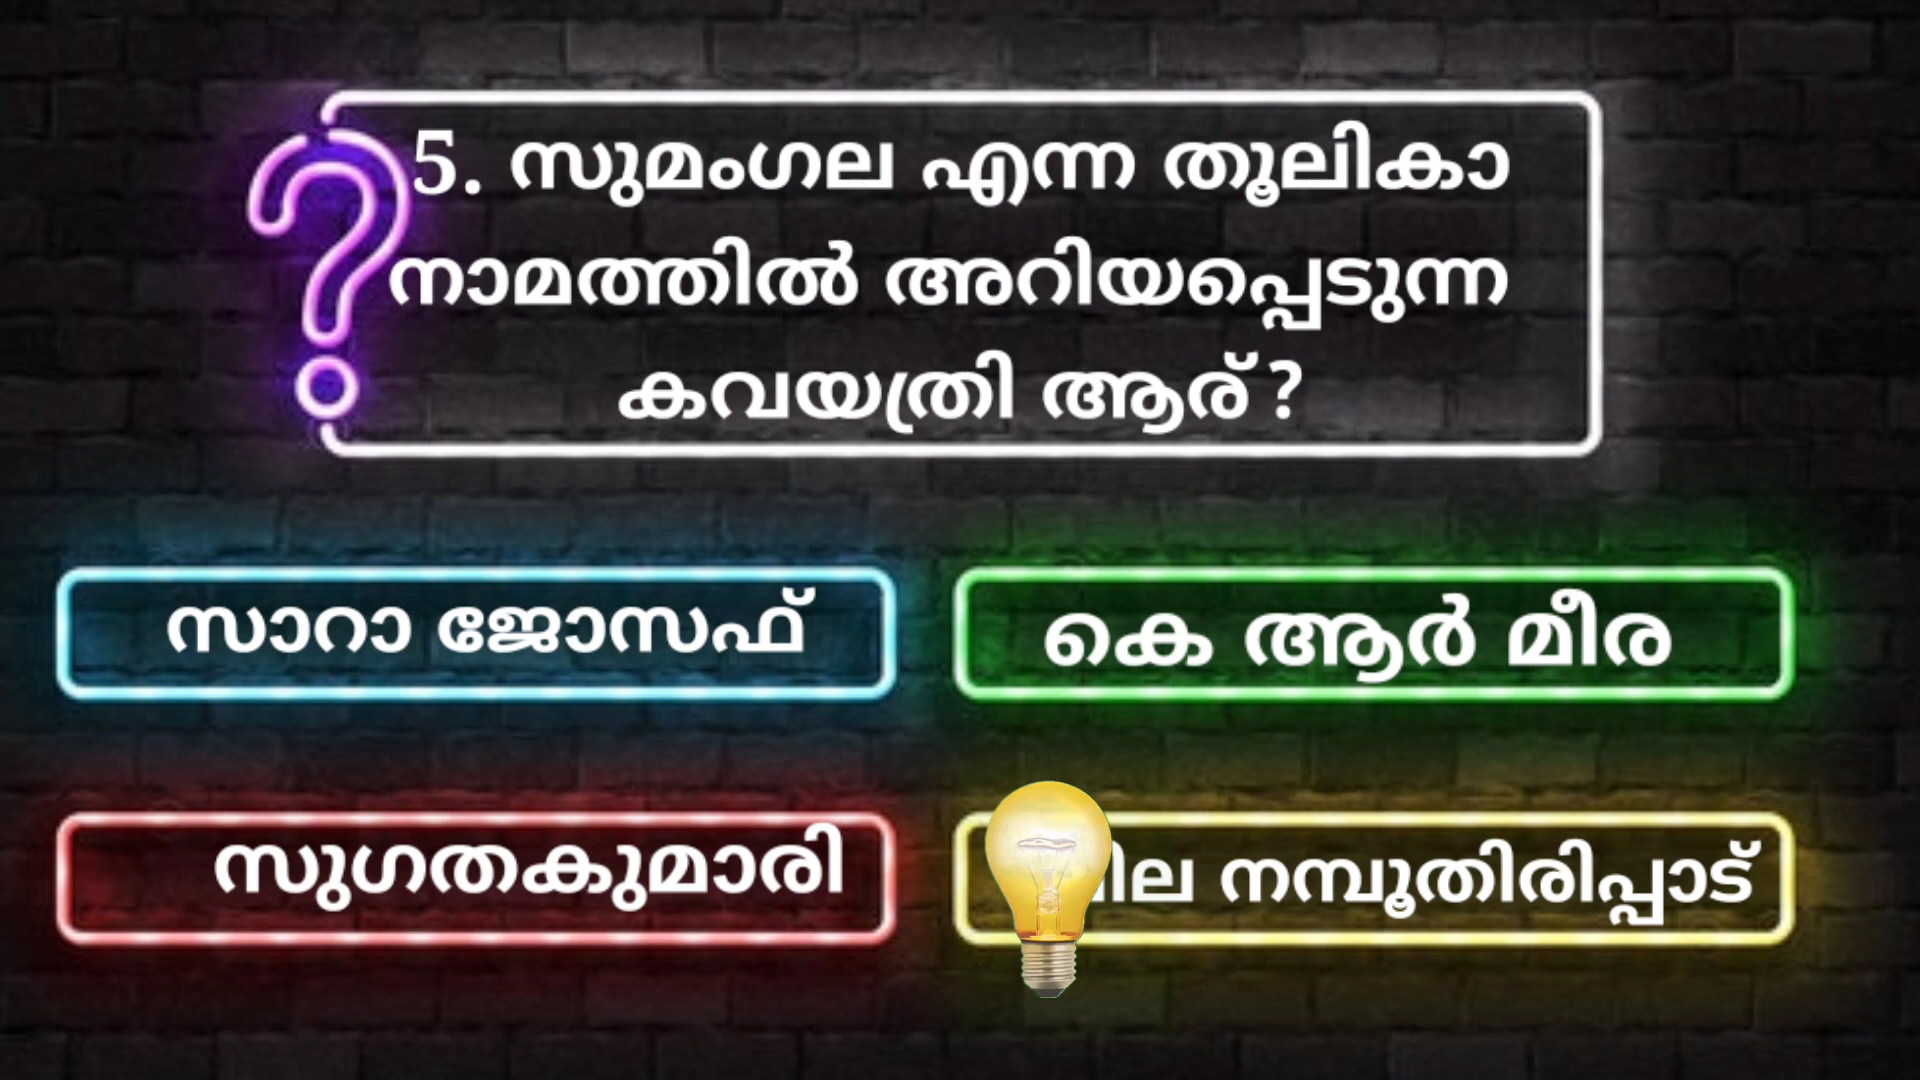 5. സുമംഗല എന്ന തൂലികാ
നാമത്തിൽ അറിയപ്പെടുന്ന
കവയത്രി ആര് ?
സാറാ ജോസഫ്
കെ ആർ മീര
സുഗതകുമാരി
നമ്പൂതിരിപ്പാട്